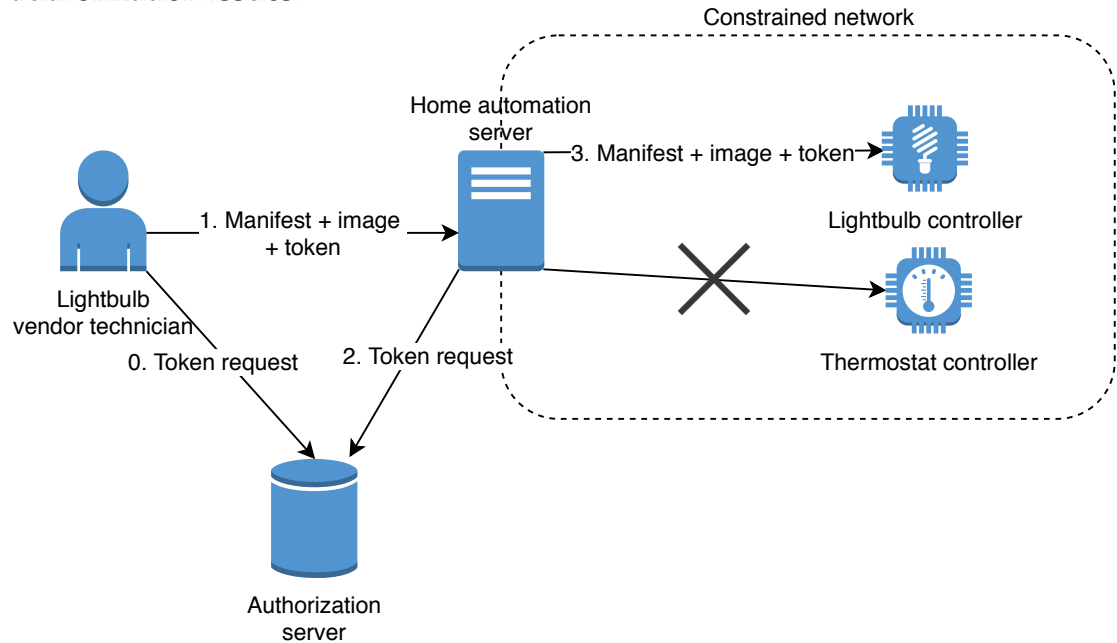 Constrained network
Home automation
server
3. Manifest + image + token
1. Manifest + image
+ token
Lightbulb controller
Lightbulb
vendor technician
0. Token request
2. Token request
Thermostat controller
Authorization
server